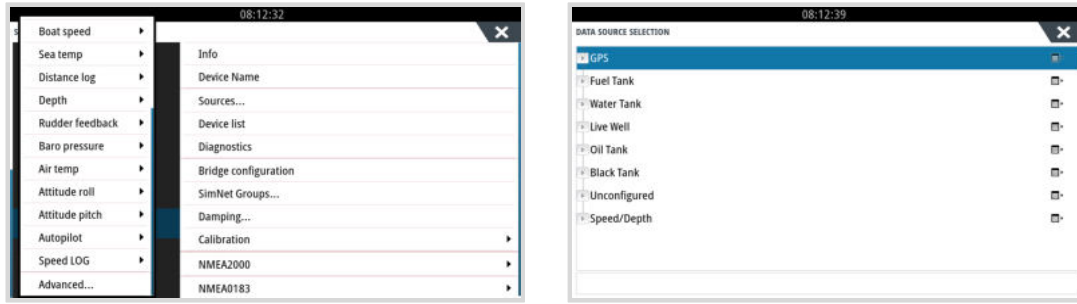 08:12:32
S
Boat speed
Sea temp
Distance log
Depth
Rudder feedback
Baro pressure
Air temp
Attitude roll
Attitude pitch
Autopilot
Speed LOG
Advanced...
Info
Device Name
Sources...
Device list
Diagnostics
Bridge configuration
SimNet Groups...
Damping...
Calibration
NMEA2000
NMEA0183
08:12:39
DATA SOURCE SELECTION
GPS
Fuel Tank
Water Tank
Live Well
Oil Tank
Black Tank
Unconfigured
Speed/Depth